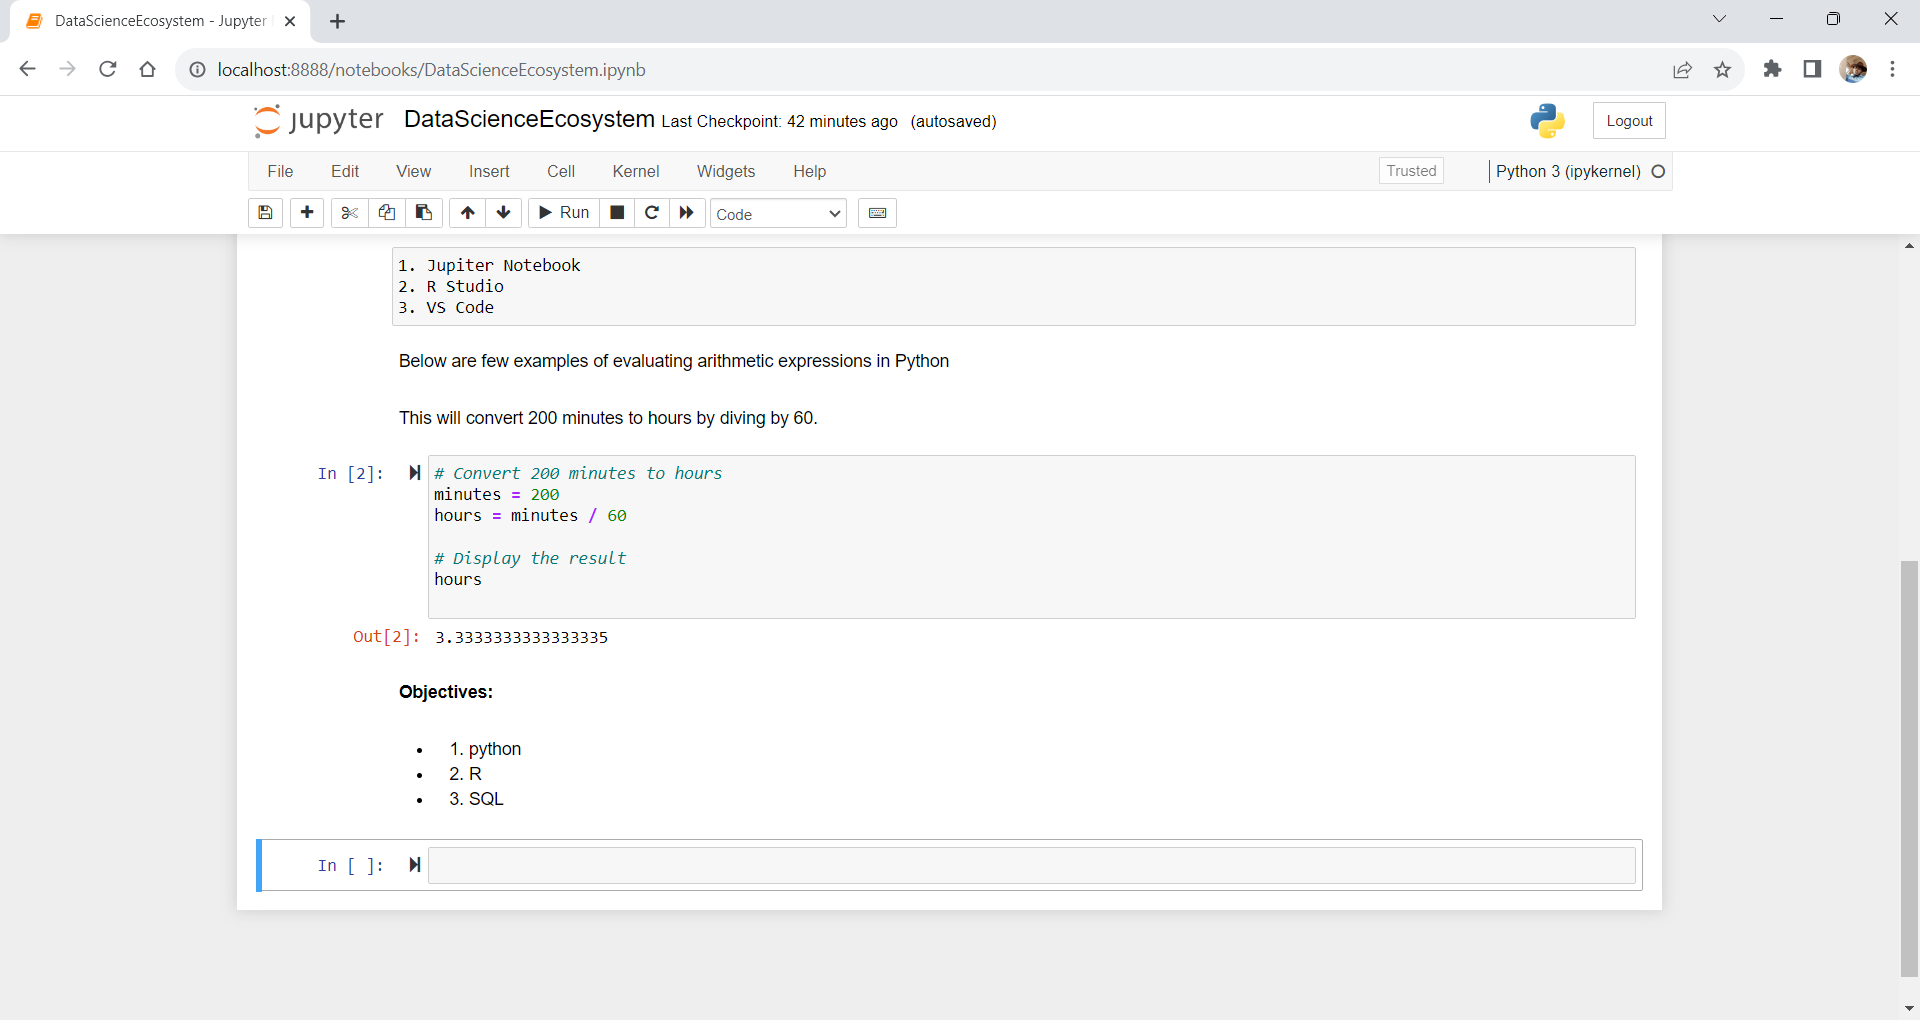 DataScienceEcosystem - Jupyter
localhost:8888/notebooks/DataScienceEcosystem.ipynb
jupyter DataScienceEcosystem Last Checkpoint: 42 minutes ago (autosaved)
Logout
File Edit View Insert Cell Kernel Widgets Help
Trusted
Python 3 (ipykernel)
Run
Code
1. Jupiter Notebook
2. R Studio
3. VS Code
Below are few examples of evaluating arithmetic expressions in Python
This will convert 200 minutes to hours by diving by 60.
In [2]: # Convert 200 minutes to hours
minutes = 200
hours = minutes / 60
# Display the result
hours
Out[2]: 3.3333333333333335
Objectives:
• 1. python
• 2. R
• 3. SQL
In [ ]: